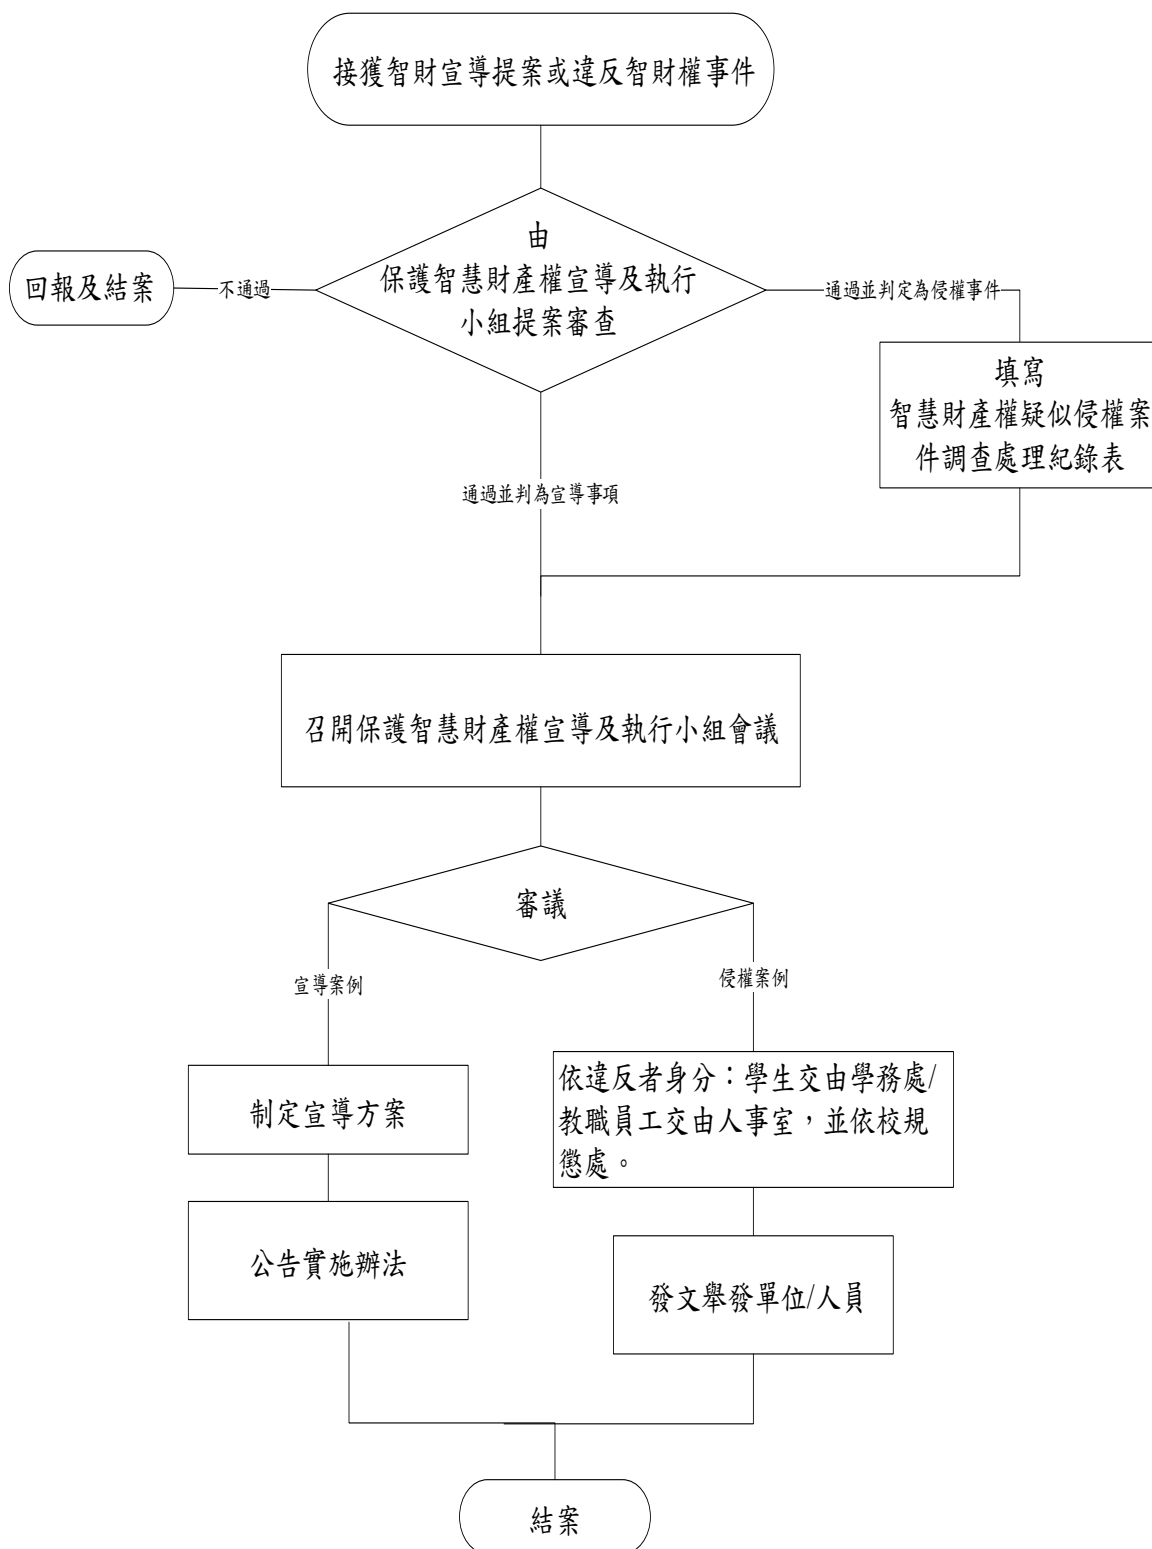 接獲智財宣導提案或違反智財權事件
由
保護智慧財產權宣導及執行
小組提案審查
回報及結案
不通過
通過並判定為侵權事件
填寫
智慧財產權疑似侵權案
件調查處理紀錄表
通過並判為宣導事項
召開保護智慧財產權宣導及執行小組會議
審議
宣導案例
侵權案例
制定宣導方案
依違反者身分：學生交由學務處/
教職員工交由人事室，並依校規
懲處。
公告實施辦法
發文舉發單位/人員
結案